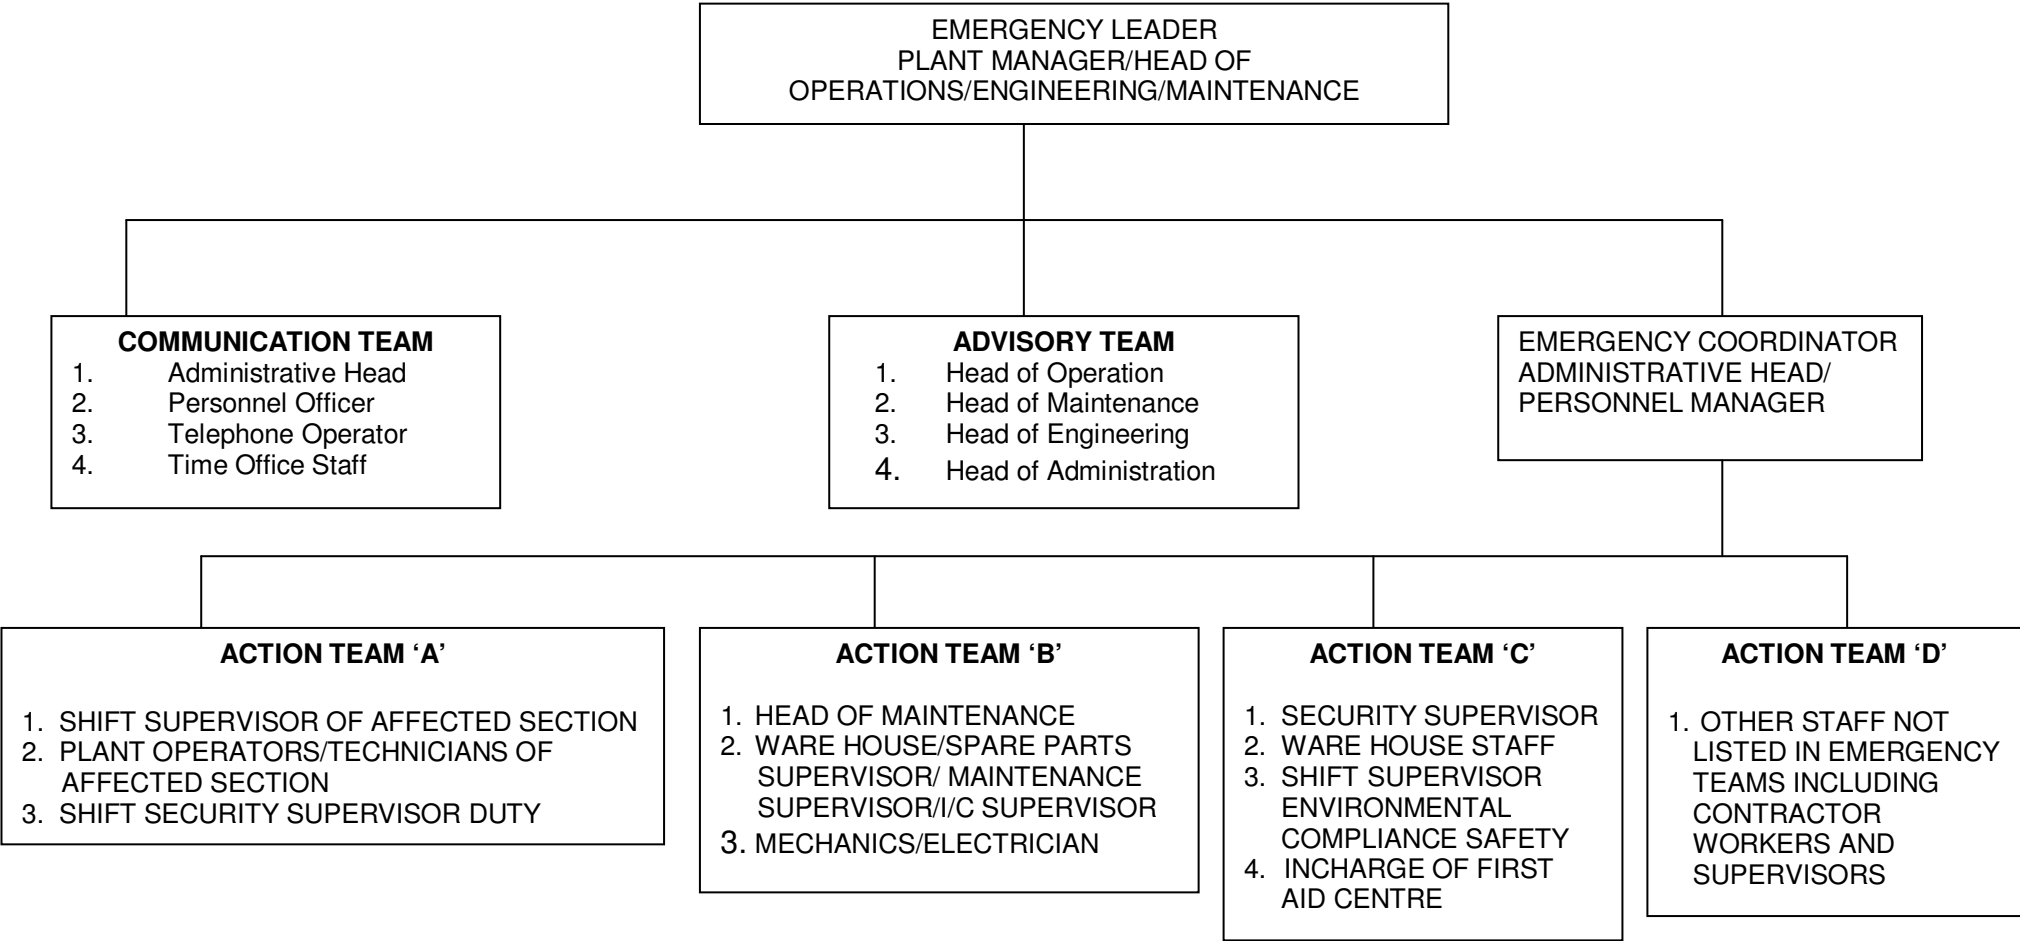 EMERGENCY LEADER
PLANT MANAGER/HEAD OF
OPERATIONS/ENGINEERING/MAINTENANCE
COMMUNICATION TEAM
1. Administrative Head
2. Personnel Officer
3. Telephone Operator
4. Time Office Staff
ADVISORY TEAM
1. Head of Operation
2. Head of Maintenance
3. Head of Engineering
4. Head of Administration
EMERGENCY COORDINATOR
ADMINISTRATIVE HEAD/
PERSONNEL MANAGER
ACTION TEAM ‘A’
1. SHIFT SUPERVISOR OF AFFECTED SECTION
2. PLANT OPERATORS/TECHNICIANS OF
AFFECTED SECTION
3. SHIFT SECURITY SUPERVISOR DUTY
ACTION TEAM ‘B’
1. HEAD OF MAINTENANCE
2. WARE HOUSE/SPARE PARTS
SUPERVISOR/ MAINTENANCE
SUPERVISOR/I/C SUPERVISOR
3. MECHANICS/ELECTRICIAN
ACTION TEAM ‘C’
1. SECURITY SUPERVISOR
2. WARE HOUSE STAFF
3. SHIFT SUPERVISOR
ENVIRONMENTAL
COMPLIANCE SAFETY
4. INCHARGE OF FIRST
AID CENTRE
ACTION TEAM ‘D’
1. OTHER STAFF NOT
LISTED IN EMERGENCY
TEAMS INCLUDING
CONTRACTOR
WORKERS AND
SUPERVISORS